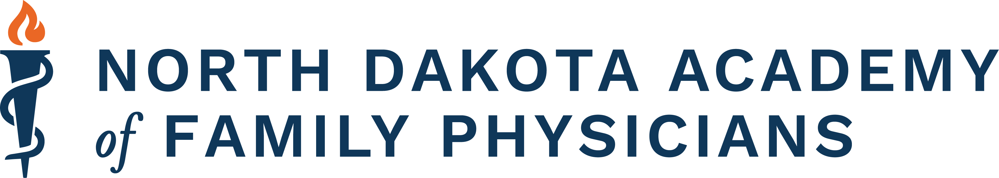 NORTH DAKOTA ACADEMY
of FAMILY PHYSICIANS